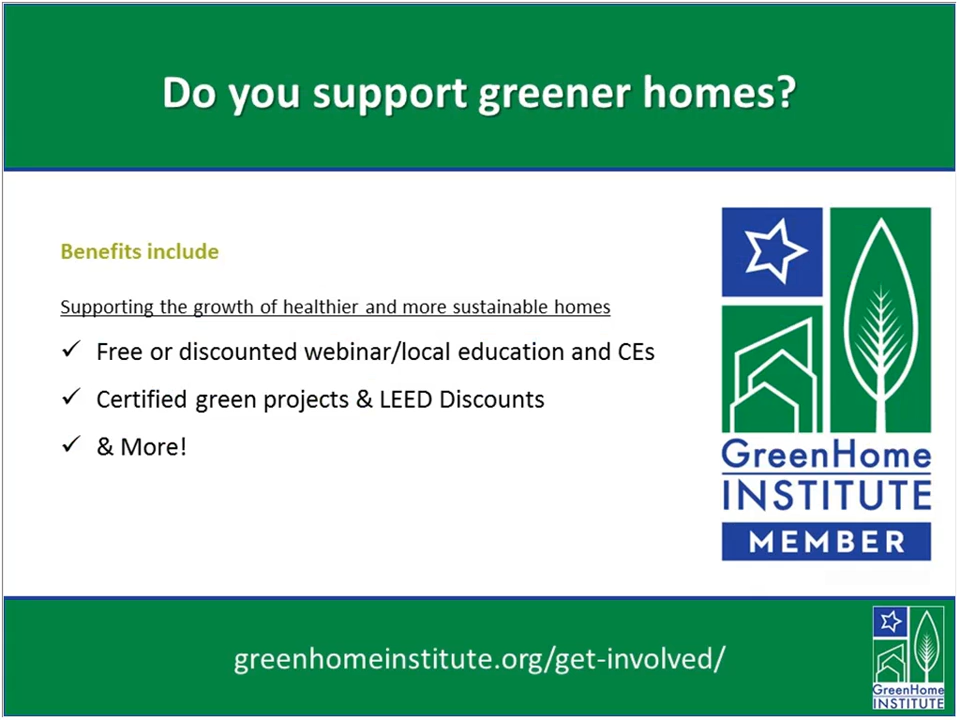 Do you support greener homes?
Benefits include
Supporting the growth of healthier and more sustainable homes
✓ Free or discounted webinar/local education and CEs
✓ Certified green projects & LEED Discounts
✓ & More!
GreenHome
INSTITUTE
MEMBER
greenhomeinstitute.org/get-involved/
GreenHome
INSTITUTE